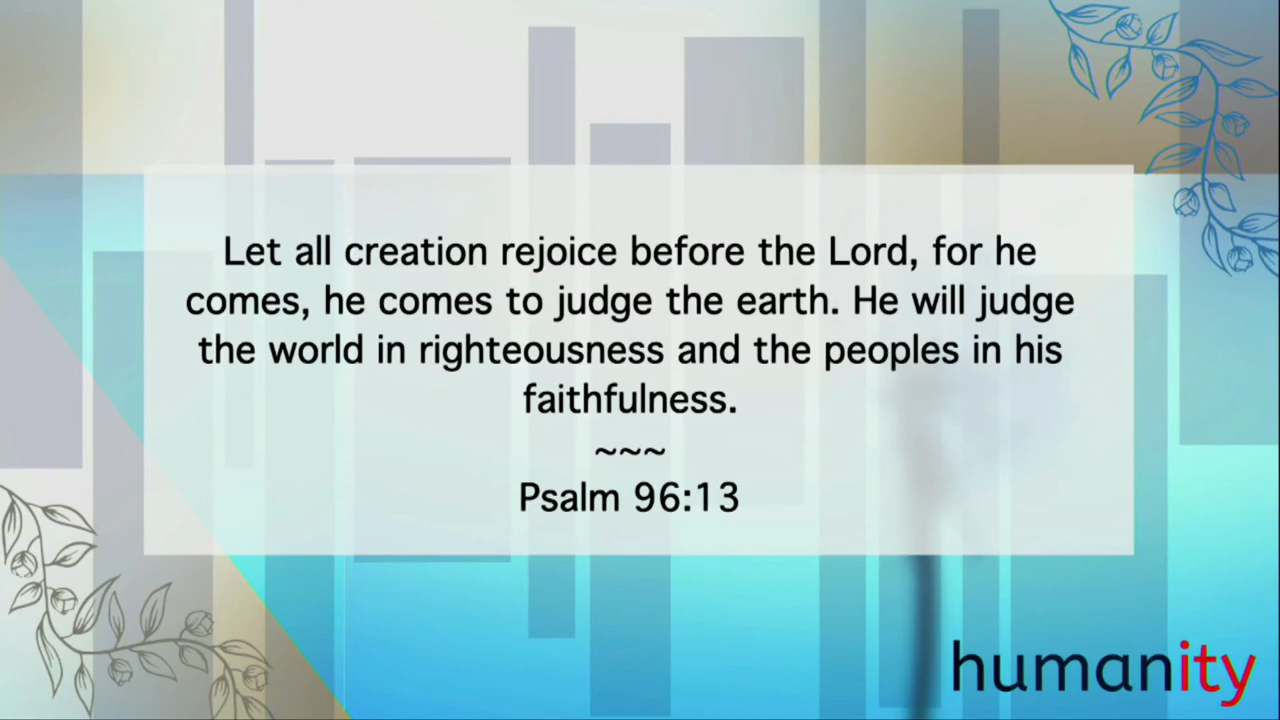 Let all creation rejoice before the Lord, for he
comes, he comes to judge the earth. He will judge
the world in righteousness and the peoples in his
faithfulness.
~~~
Psalm 96:13
humanity